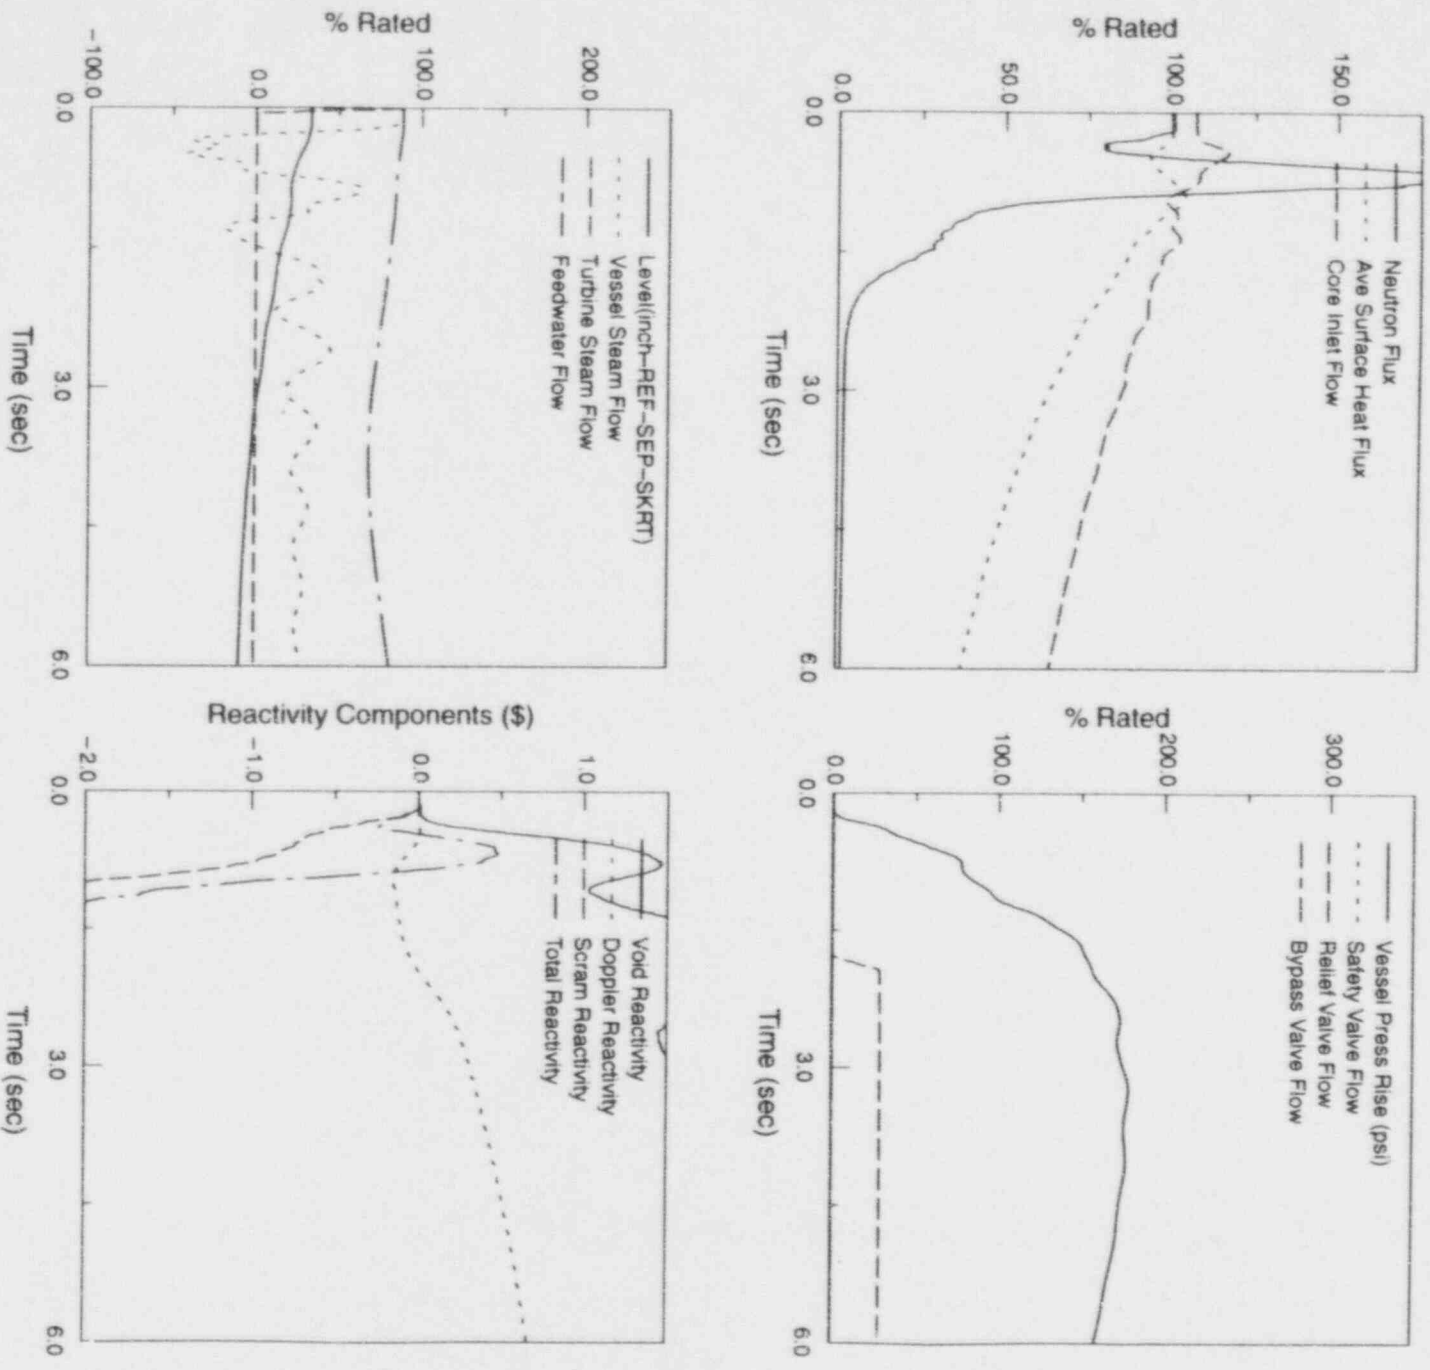 % Rated
150.0
100.0
50.0
0.0
0.0
3.0
6.0
Time (sec)
Neutron Flux
Ave Surface Heat Flux
Core Inlet Flow
% Rated
300.0
200.0
100.0
0.0
0.0
3.0
6.0
Time (sec)
Vessel Press Rise (psi)
Safety Valve Flow
Relief Valve Flow
Bypass Valve Flow
% Rated
200.0
100.0
0.0
-100.0
0.0
3.0
6.0
Time (sec)
Level(inch-REF-SEP-SKRT)
Vessel Steam Flow
Turbine Steam Flow
Feedwater Flow
Reactivity Components ($)
1.0
0.0
-1.0
-2.0
0.0
3.0
6.0
Time (sec)
Void Reactivity
Doppler Reactivity
Scram Reactivity
Total Reactivity